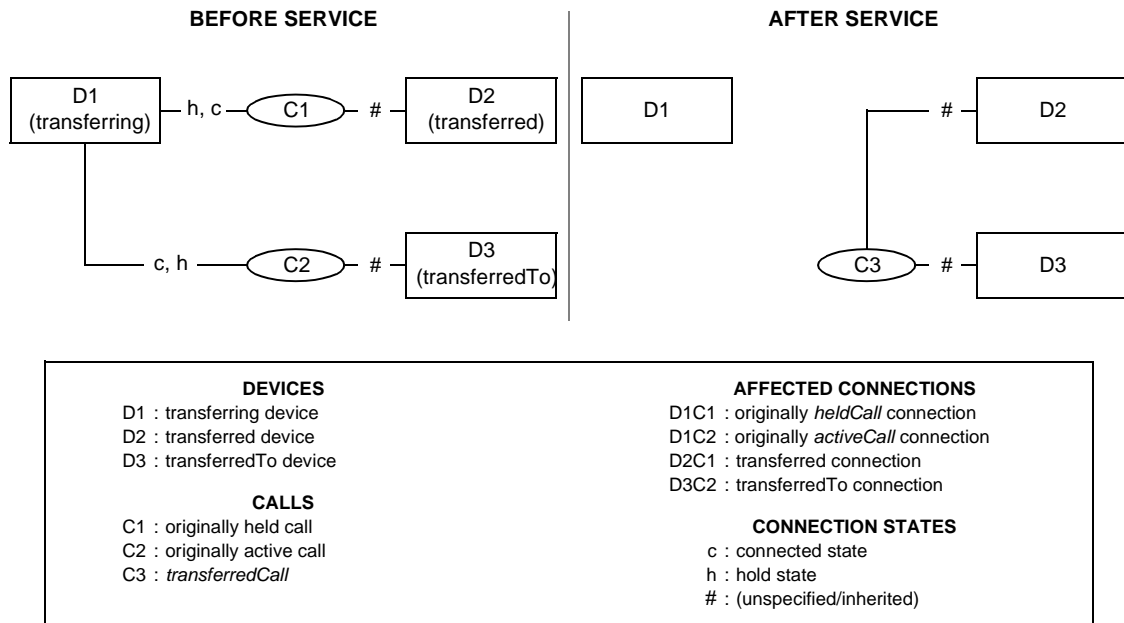 BEFORE SERVICE
AFTER SERVICE
D1
(transferring)
h, c
C1
#
D2
(transferred)
D1
#
D2
c, h
C2
#
D3
(transferredTo)
C3
#
D3
DEVICES
D1 : transferring device
D2 : transferred device
D3 : transferredTo device
CALLS
C1 : originally held call
C2 : originally active call
C3 : transferredCall
AFFECTED CONNECTIONS
D1C1 : originally heldCall connection
D1C2 : originally activeCall connection
D2C1 : transferred connection
D3C2 : transferredTo connection
CONNECTION STATES
c : connected state
h : hold state
# : (unspecified/inherited)